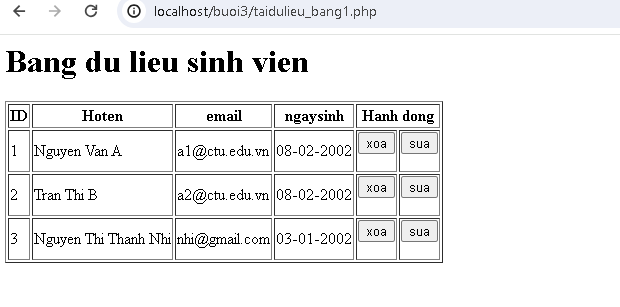 localhost/buoi3/taidulieu_bang1.php
Bang du lieu sinh vien
ID Hoten email ngaysinh Hanh dong
1 Nguyen Van A a1@ctu.edu.vn 08-02-2002 xoa sua
2 Tran Thi B a2@ctu.edu.vn 08-02-2002 xoa sua
3 Nguyen Thi Thanh Nhi nhi@gmail.com 03-01-2002 xoa sua